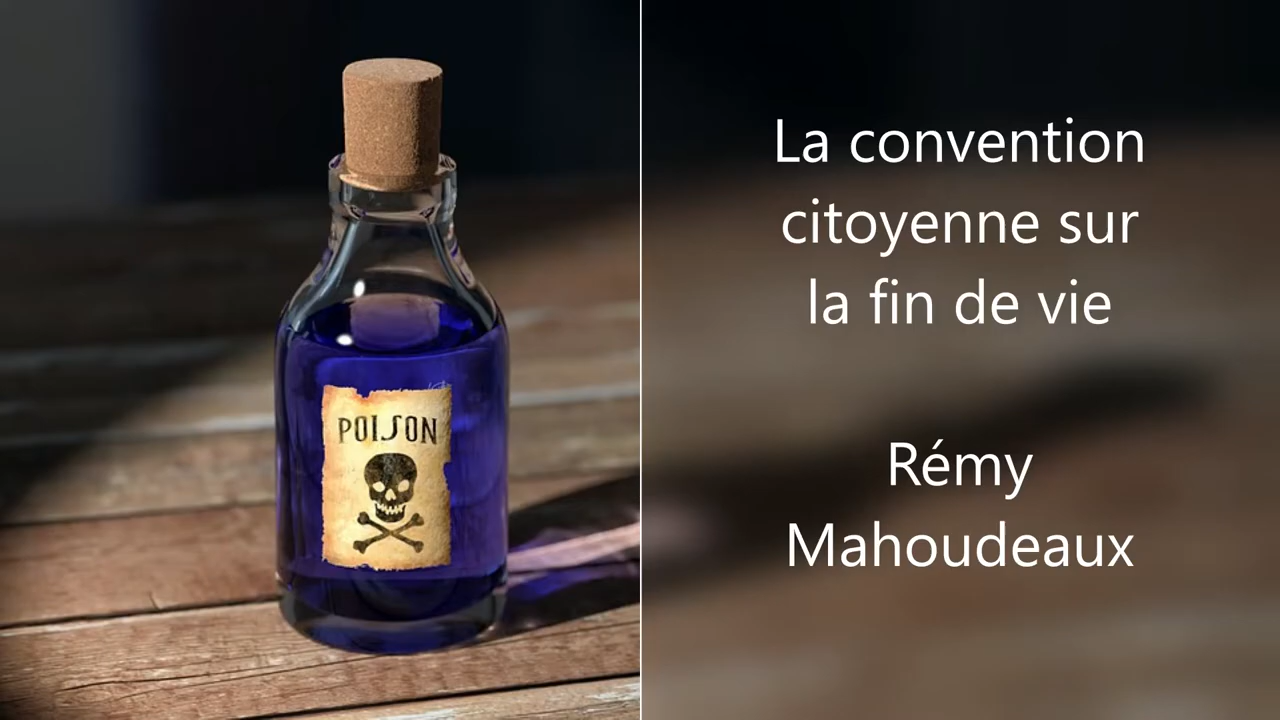 POISON
La convention
citoyenne sur
la fin de vie
Rémy
Mahoudeaux